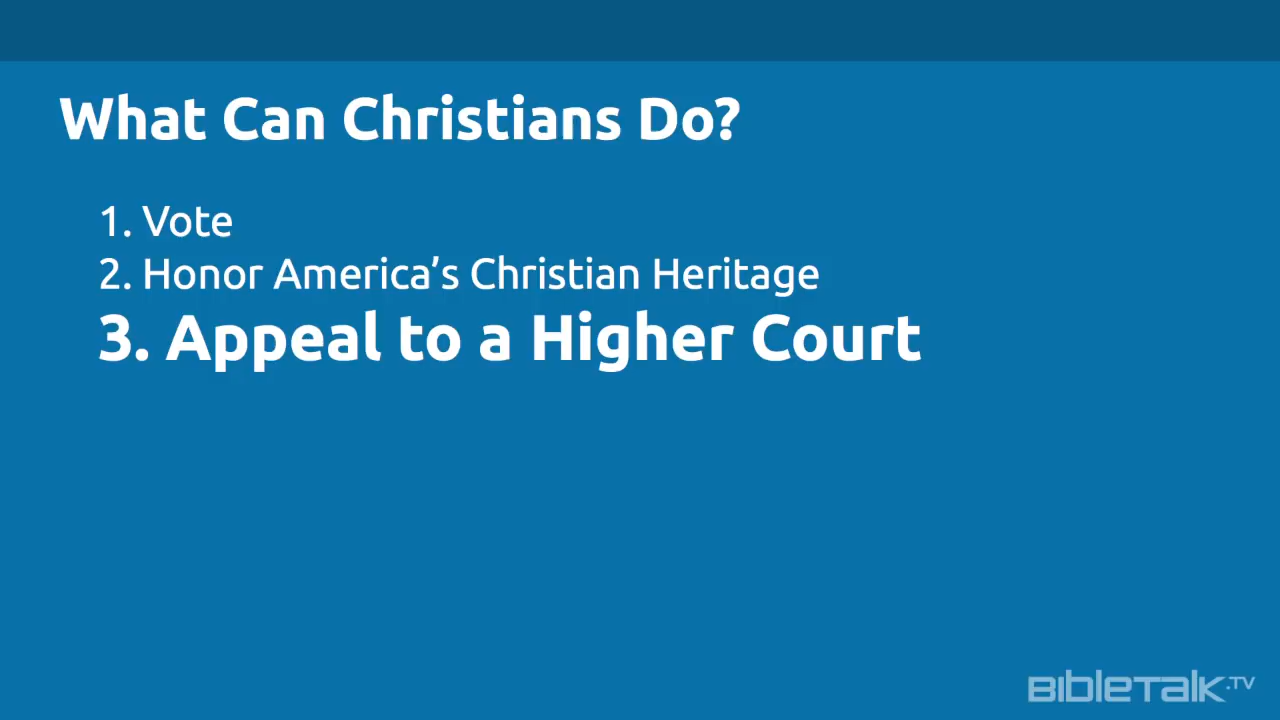 What Can Christians Do?
1. Vote
2. Honor America’s Christian Heritage
3. Appeal to a Higher Court
BIBLETALK.TV